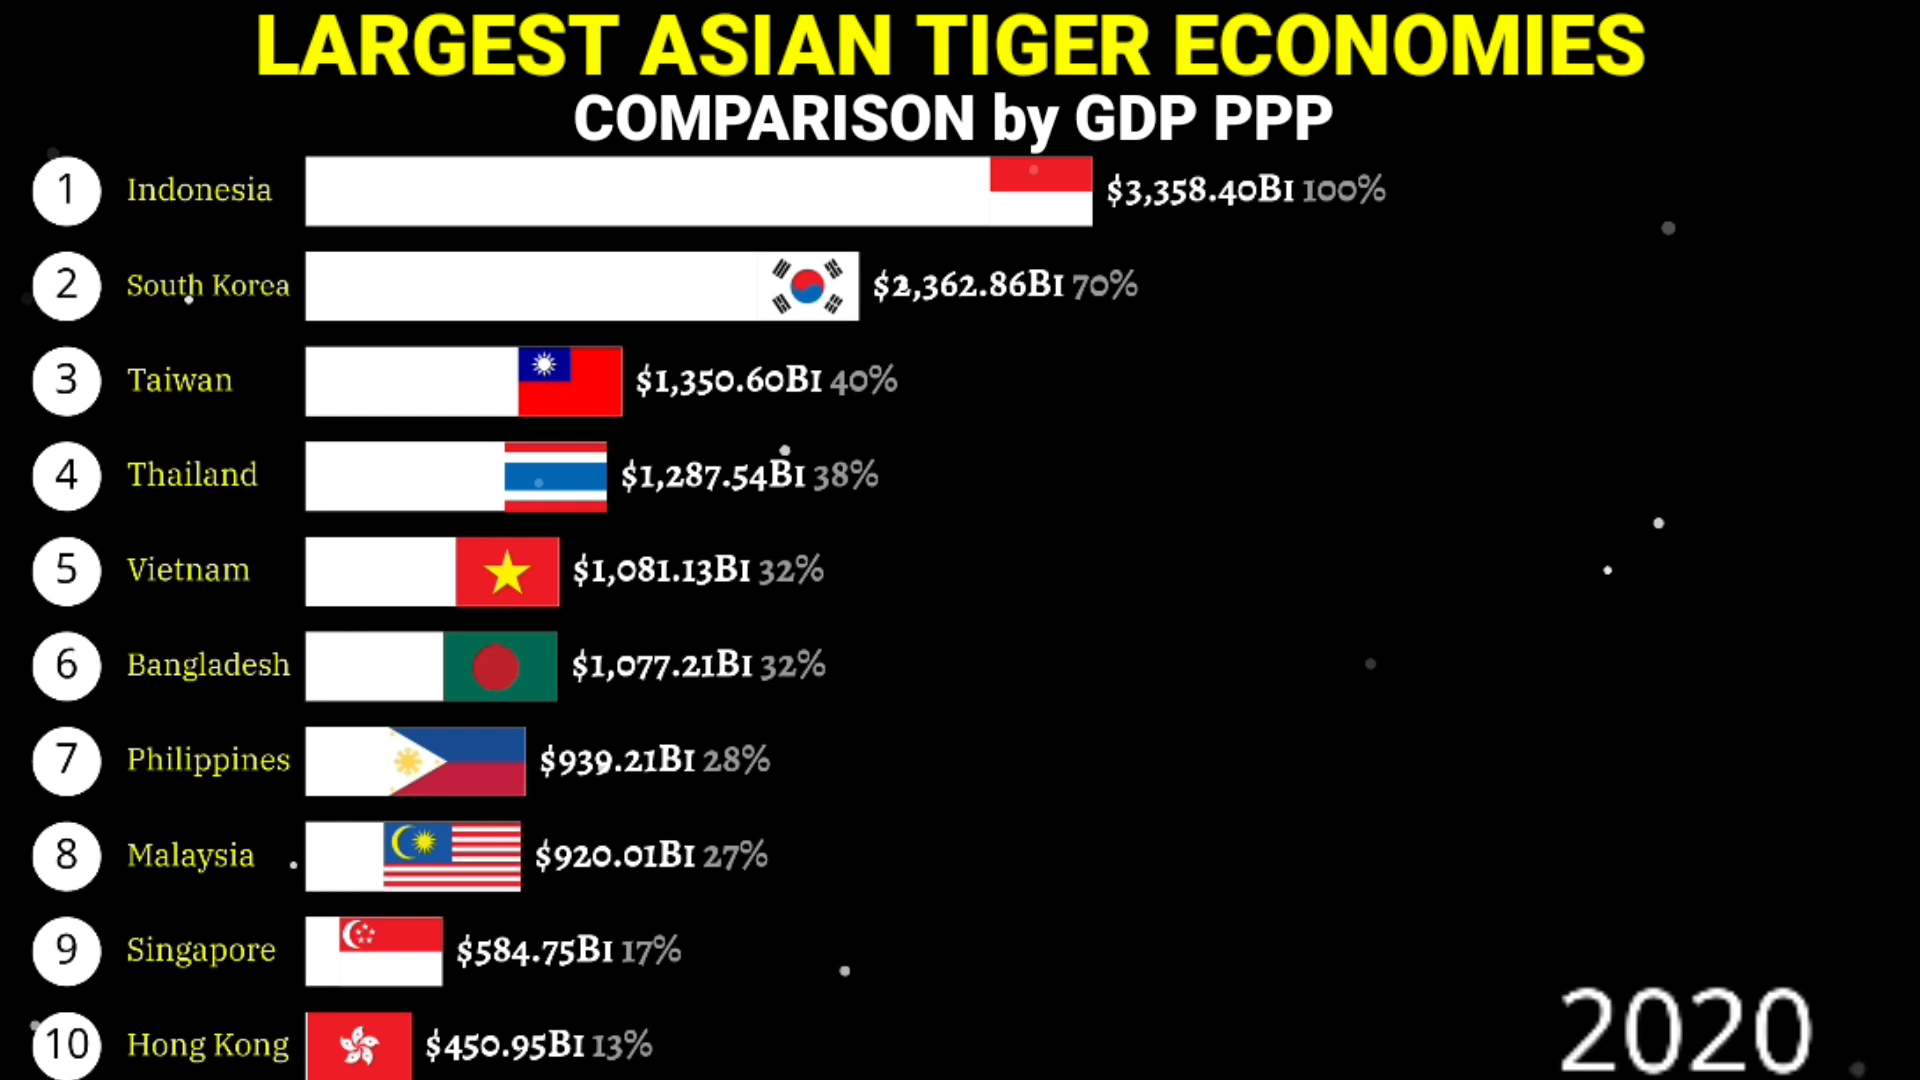 LARGEST ASIAN TIGER ECONOMIES
COMPARISON by GDP PPP
1 Indonesia $3,358.40BI 100%
2 South Korea $2,362.86BI 70%
3 Taiwan $1,350.60BI 40%
4 Thailand $1,287.54BI 38%
5 Vietnam $1,081.13BI 32%
6 Bangladesh $1,077.21BI 32%
7 Philippines $939.21BI 28%
8 Malaysia $920.01BI 27%
9 Singapore $584.75BI 17%
10 Hong Kong $450.95BI 13%
2020